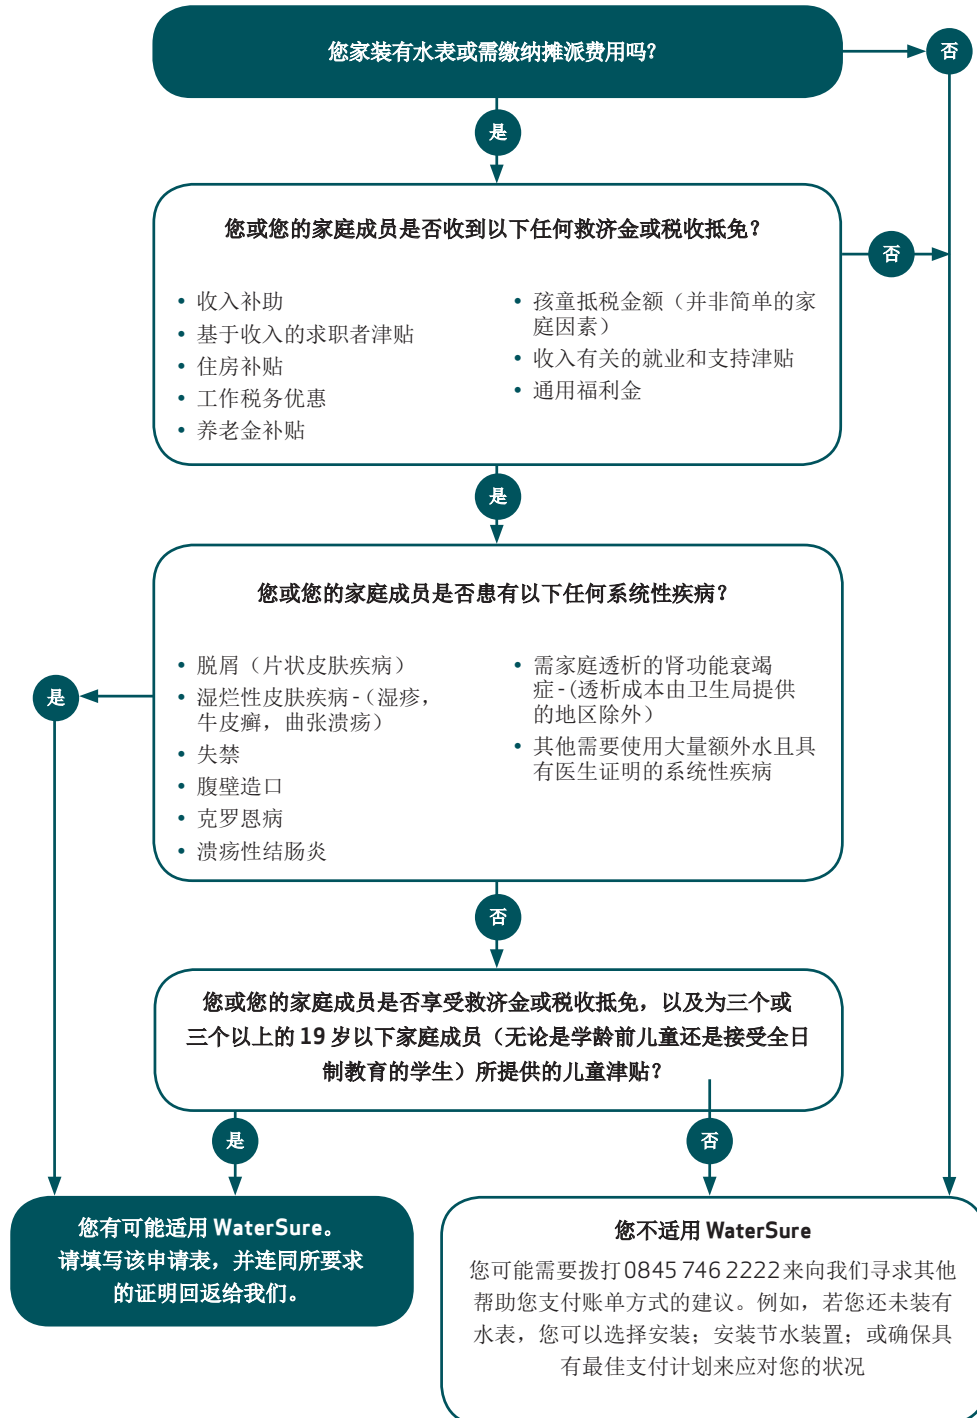 您家装有水表或需缴纳摊派费用吗？
否
是
您或您的家庭成员是否收到以下任何救济金或税收抵免？
否
• 收入补助
• 基于收入的求职者津贴
• 住房补贴
• 工作税务优惠
• 养老金补贴
• 孩童抵税金额（并非简单的家
庭因素）
• 收入有关的就业和支持津贴
• 通用福利金
是
您或您的家庭成员是否患有以下任何系统性疾病？
是
• 脱屑（片状皮肤疾病）
• 湿烂性皮肤疾病-（湿疹，
牛皮癣，曲张溃疡）
• 失禁
• 腹壁造口
• 克罗恩病
• 溃疡性结肠炎
• 需家庭透析的肾功能衰竭
症-(透析成本由卫生局提供
的地区除外）
• 其他需要使用大量额外水且具
有医生证明的系统性疾病
否
您或您的家庭成员是否享受救济金或税收抵免，以及为三个或
三个以上的 19 岁以下家庭成员（无论是学龄前儿童还是接受全日
制教育的学生）所提供的儿童津贴？
是
否
您有可能适用 WaterSure。
请填写该申请表，并连同所要求
的证明回返给我们。
您不适用 WaterSure
您可能需要拨打 0845 746 2222 来向我们寻求其他
帮助您支付账单方式的建议。例如，若您还未装有
水表，您可以选择安装；安装节水装置；或确保具
有最佳支付计划来应对您的状况